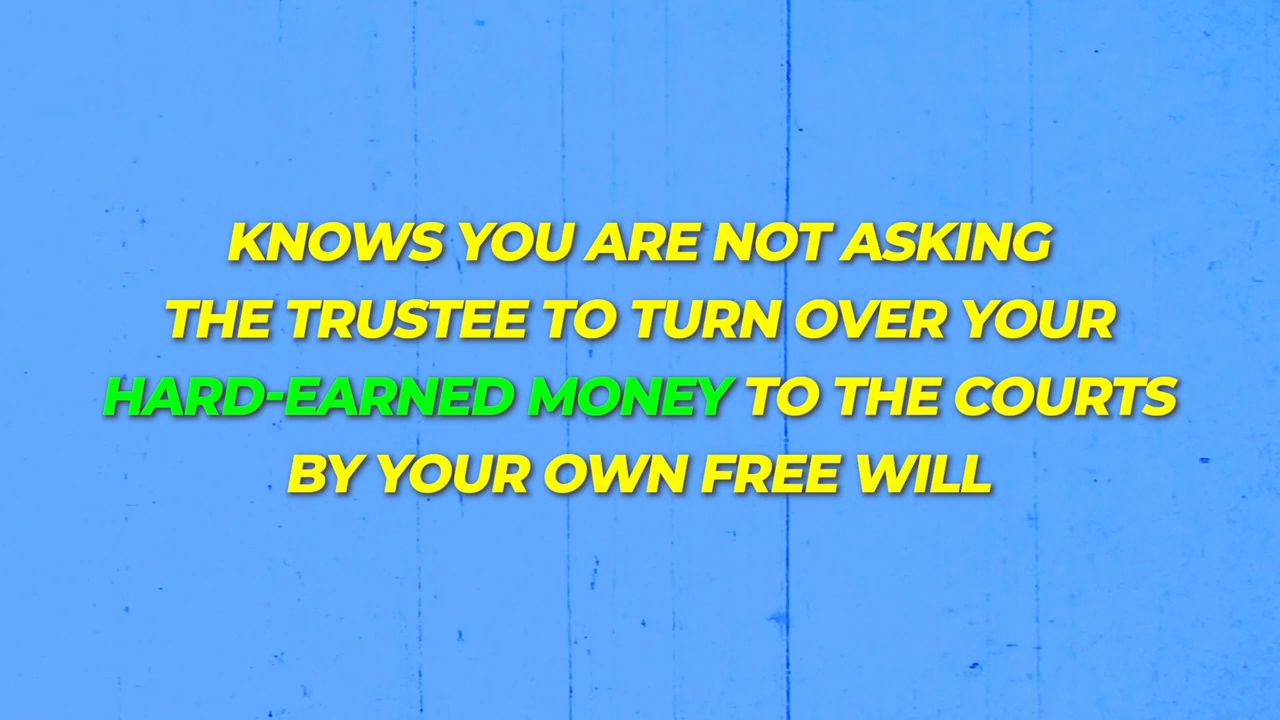 KNOWS YOU ARE NOT ASKING
THE TRUSTEE TO TURN OVER YOUR
HARD-EARNED MONEY TO THE COURTS
BY YOUR OWN FREE WILL